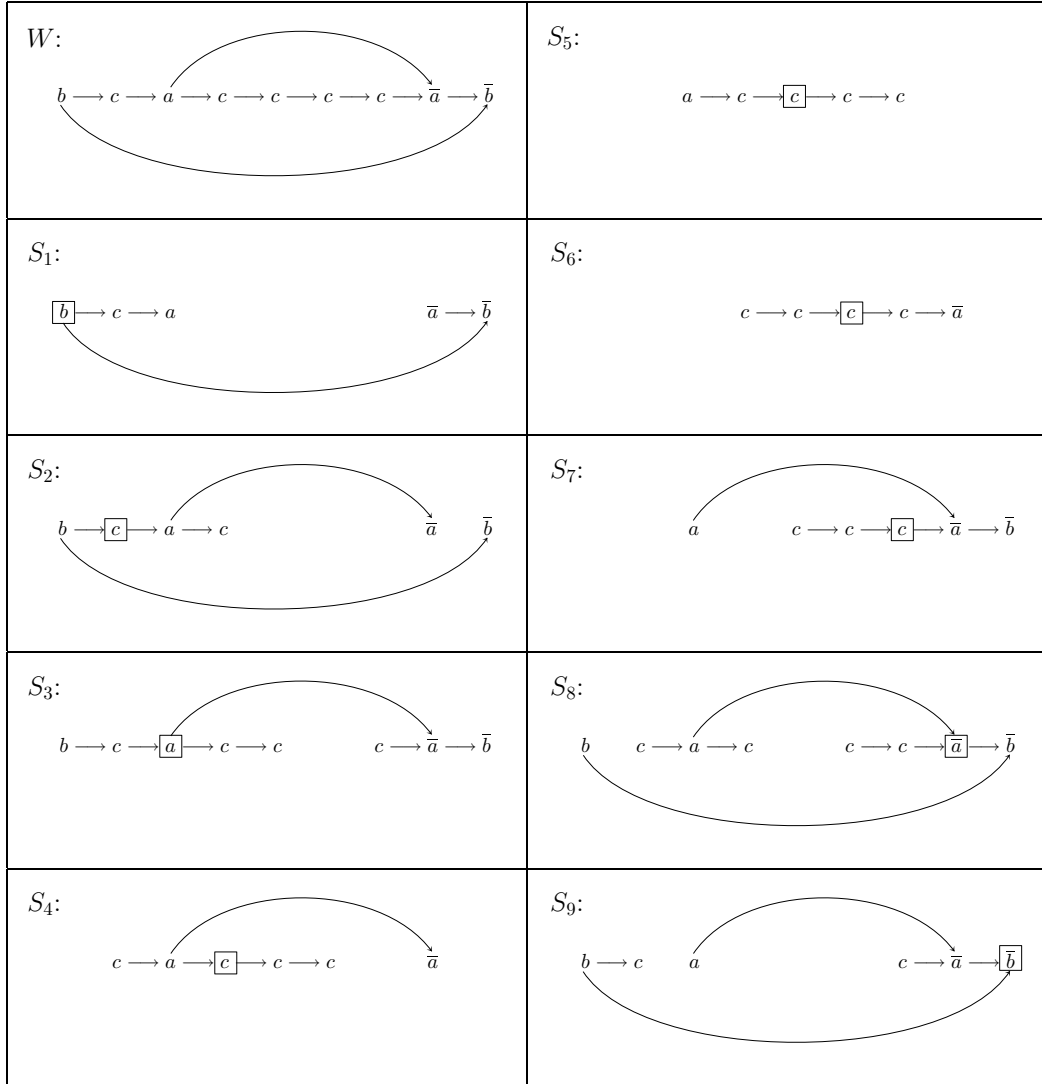 W:
b c a c c c c a̅ b̅
S₁:
b c a a̅ b̅
S₂:
b c a c a̅ b̅
S₃:
b c a c c c a̅ b̅
S₄:
c a c c c a̅
S₅:
a c c c c
S₆:
c c c c a̅
S₇:
a c c c a̅ b̅
S₈:
b c a c c c a̅ b̅
S₉:
b c a c a̅ b̅